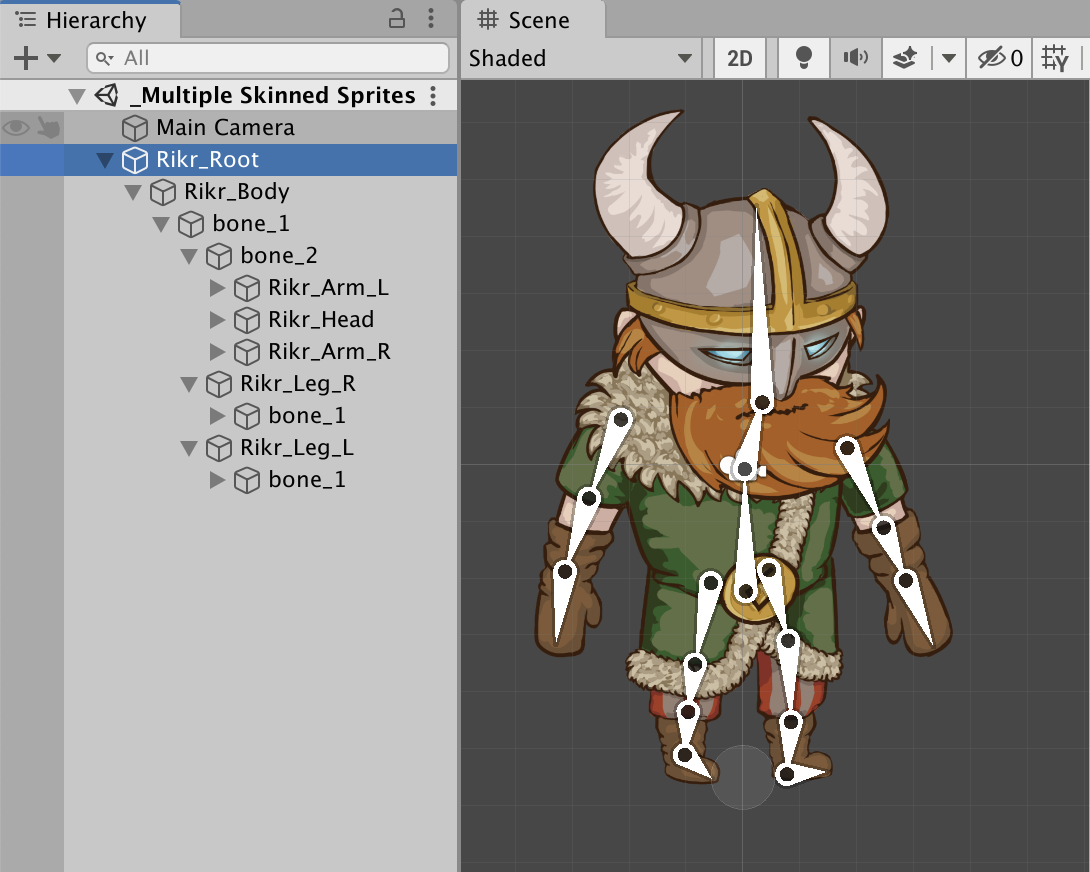 Hierarchy
All
_Multiple Skinned Sprites
Main Camera
Rikr_Root
Rikr_Body
bone_1
bone_2
Rikr_Arm_L
Rikr_Head
Rikr_Arm_R
Rikr_Leg_R
bone_1
Rikr_Leg_L
bone_1
Scene
Shaded 2D 0